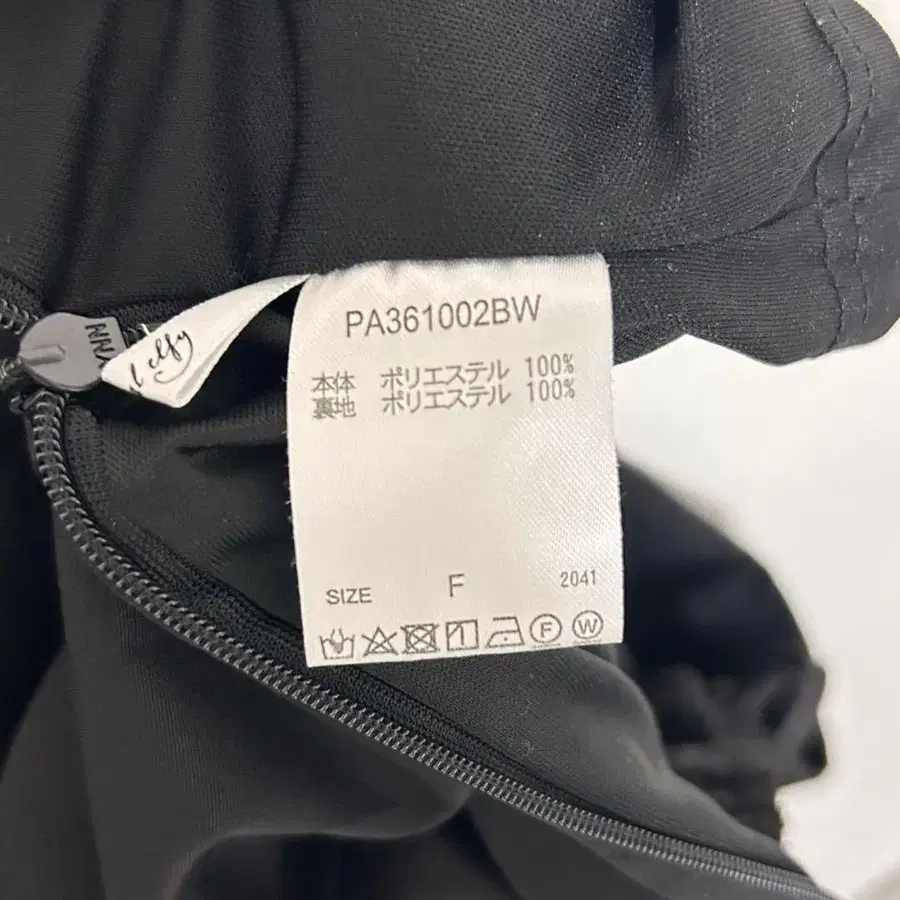 PA361002BW
本体 ポリエステル 100%
裏地 ポリエステル 100%
SIZE F 2041
F W